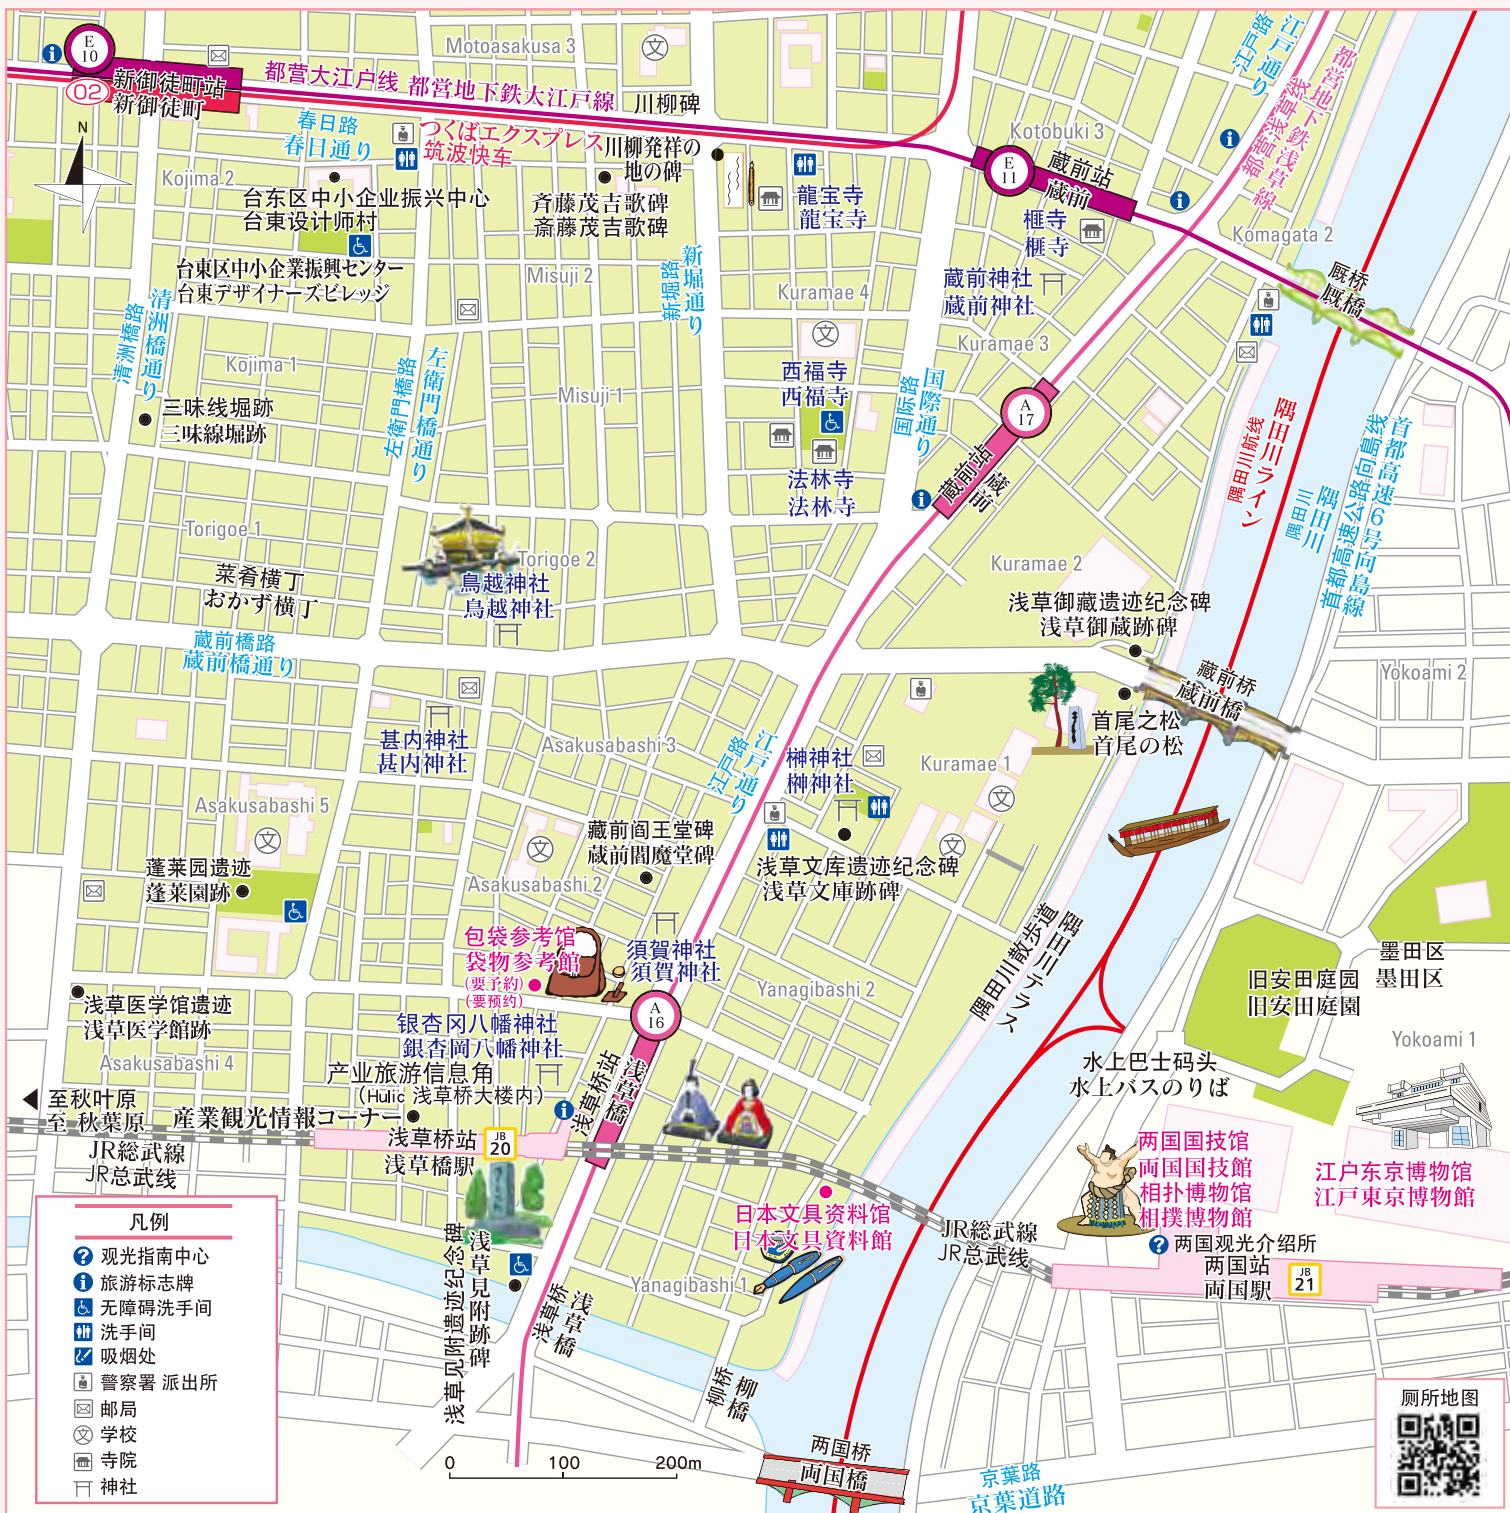 E
10
02
新御徒町站
新御徒町
都营大江户线 都営地下鉄大江戸線
つくばエクスプレス
筑波快车
Motoasakusa 3
川柳碑
川柳発祥の
地の碑
春日路
春日通り
N
Kojima 2
台东区中小企业振兴中心
台東设计师村
台東区中小企業振興センター
台東デザイナーズビレッジ
斉藤茂吉歌碑
斎藤茂吉歌碑
龍宝寺
龍宝寺
Kotobuki 3
E
11
蔵前站
蔵前
榧寺
榧寺
江戸路
江戸通り
都营浅草线
都営地下鉄浅草線
Komagata 2
厩桥
厩橋
蔵前神社
蔵前神社
Misuji 2
新堀路
新堀通り
Kuramae 4
Kuramae 3
清洲橋路
清洲橋通り
Kojima 1
左衛門橋路
左衛門橋通り
Misuji 1
西福寺
西福寺
国际路
国際通り
A
17
蔵前站
蔵前
法林寺
法林寺
三味线堀跡
三味線堀跡
隅田川航线
隅田川ライン
隅田川
隅田川
首都高速公路向島线
首都高速6号向島線
Torigoe 1
Torigoe 2
鳥越神社
鳥越神社
菜肴横丁
おかず横丁
蔵前橋路
蔵前橋通り
Kuramae 2
浅草御藏遗迹纪念碑
浅草御蔵跡碑
藏前桥
蔵前橋
Yokoami 2
首尾之松
首尾の松
甚内神社
甚内神社
Asakusabashi 3
江戸路
江戸通り
榊神社
榊神社
Kuramae 1
Asakusabashi 5
蓬莱园遗迹
蓬莱園跡
藏前阎王堂碑
蔵前閻魔堂碑
Asakusabashi 2
浅草文库遗迹纪念碑
浅草文庫跡碑
包袋参考馆
袋物参考館
(要予約)
(要预约)
須賀神社
須賀神社
A
16
Yanagibashi 2
隅田川散歩道
隅田川テラス
墨田区
墨田区
旧安田庭园
旧安田庭園
Yokoami 1
浅草医学馆遗迹
浅草医学館跡
Asakusabashi 4
银杏冈八幡神社
銀杏岡八幡神社
产业旅游信息角
(Hulic 浅草桥大楼内)
産業観光情報コーナー
至秋叶原
至 秋葉原
JR総武線
JR总武线
浅草桥站
浅草橋
浅草桥站
浅草橋駅
JB
20
水上巴士码头
水上バスのりば
两国国技馆
両国国技館
相扑博物馆
相撲博物館
江户东京博物馆
江戸東京博物館
日本文具资料馆
日本文具資料館
JR総武線
JR总武线
两国观光介绍所
两国站
両国駅
JB
21
Yanagibashi 1
浅草见附遗迹纪念碑
浅草見附跡碑
浅草桥
浅草橋
柳桥
柳橋
两国桥
両国橋
京葉路
京葉道路
凡例
观光指南中心
旅游标志牌
无障碍洗手间
洗手间
吸烟处
警察署 派出所
邮局
学校
寺院
神社
0 100 200m
厕所地图